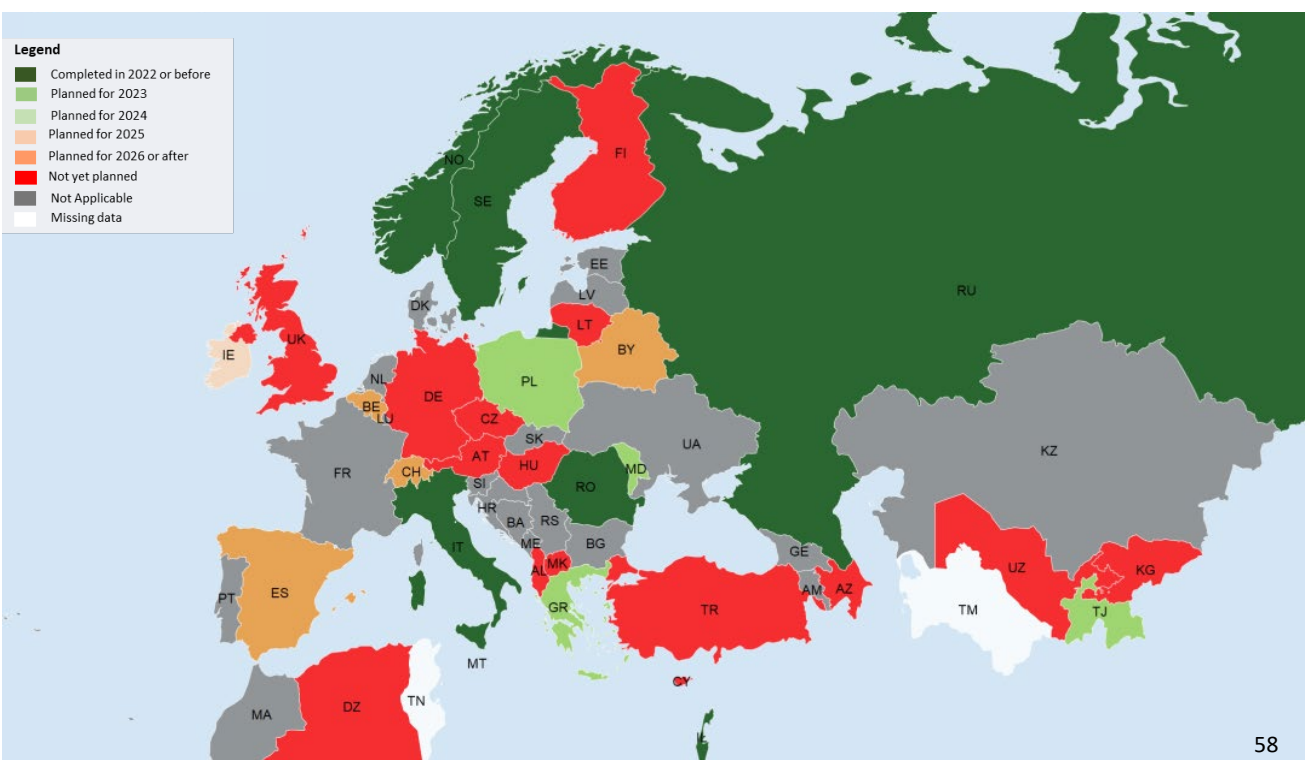 Legend
Completed in 2022 or before
Planned for 2023
Planned for 2024
Planned for 2025
Planned for 2026 or after
Not yet planned
Not Applicable
Missing data
NO
SE
FI
RU
EE
LV
DK
LT
BY
IE
UK
NL
BE
LU
DE
PL
CZ
SK
UA
KZ
FR
CH
AT
HU
SI
HR
RO
MD
BA
RS
ME
BG
IT
AL
MK
GR
PT
ES
TR
GE
AM
AZ
UZ
TM
KG
TJ
MT
CY
MA
DZ
TN
IL
58